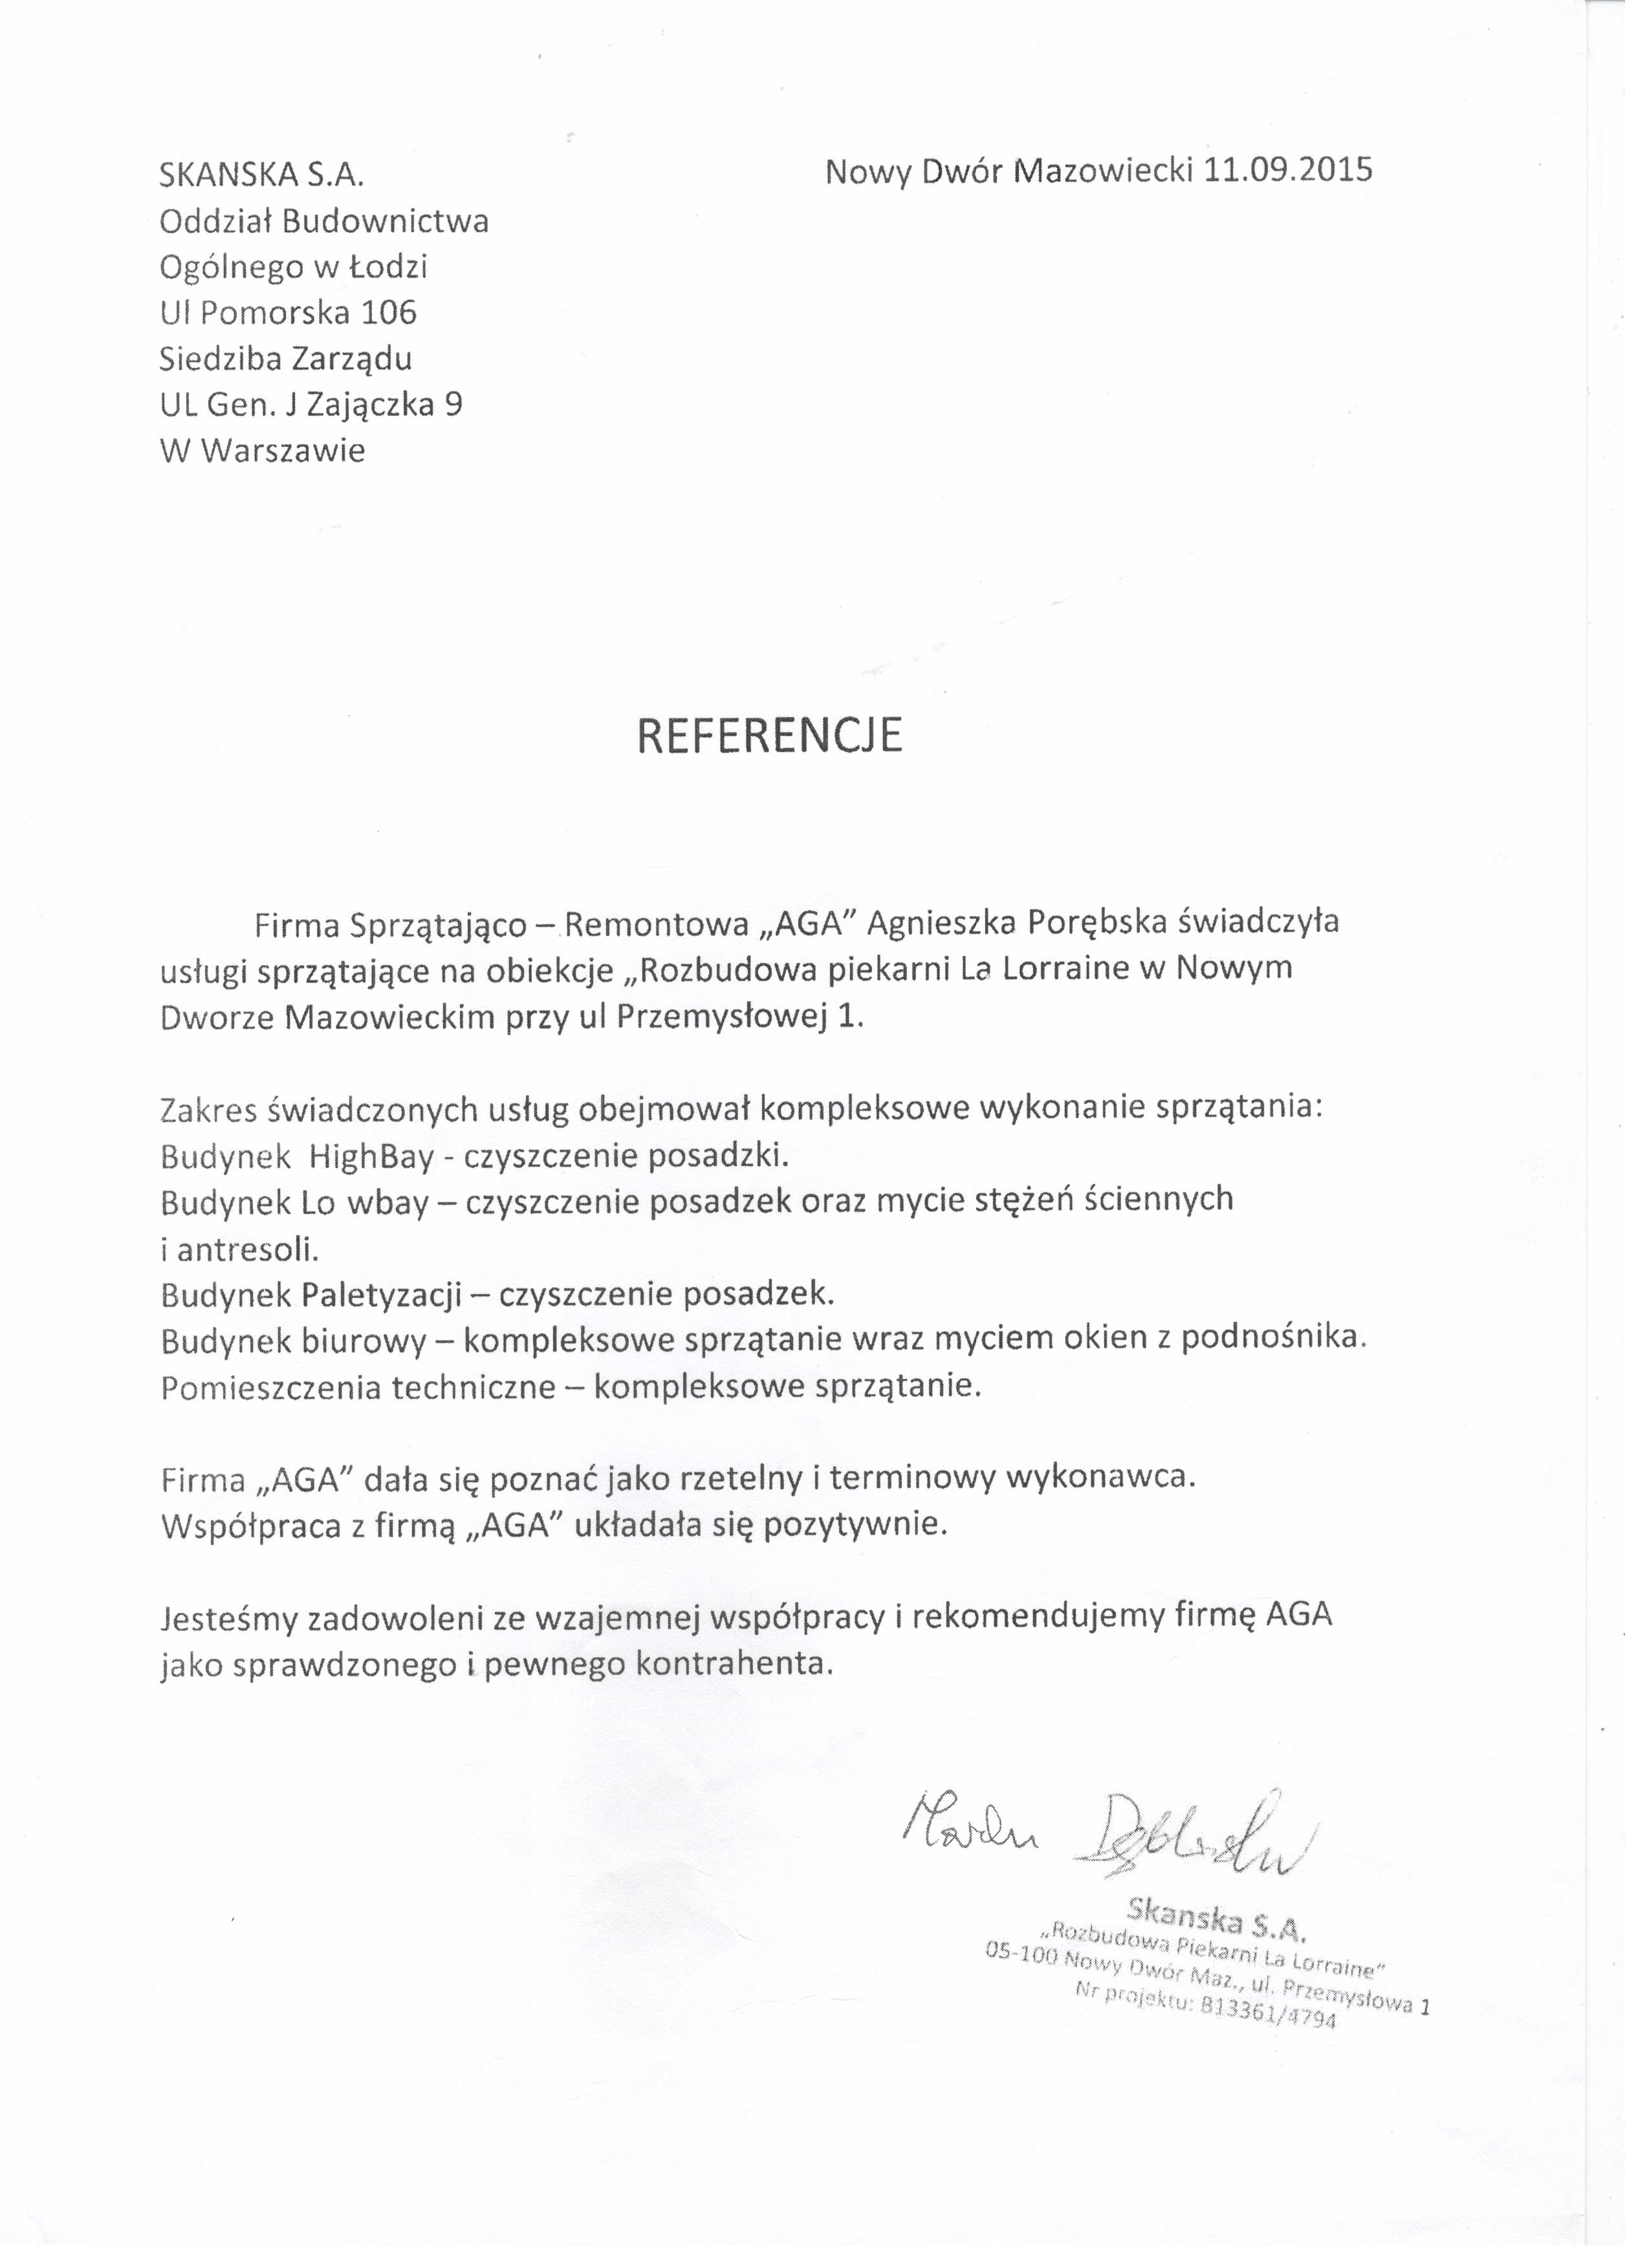 SKANSKA S.A.
Nowy Dwór Mazowiecki 11.09.2015
Oddział Budownictwa
Ogólnego w Łodzi
Ul Pomorska 106
Siedziba Zarządu
UL Gen. J Zajączka 9
W Warszawie
REFERENCJE
Firma Sprzątająco – Remontowa „AGA” Agnieszka Porębska świadczyła
usługi sprzątające na obiekcje „Rozbudowa piekarni La Lorraine w Nowym
Dworze Mazowieckim przy ul Przemysłowej 1.
Zakres świadczonych usług obejmował kompleksowe wykonanie sprzątania:
Budynek HighBay - czyszczenie posadzki.
Budynek Lo wbay – czyszczenie posadzek oraz mycie stężeń ściennych
i antresoli.
Budynek Paletyzacji – czyszczenie posadzek.
Budynek biurowy – kompleksowe sprzątanie wraz myciem okien z podnośnika.
Pomieszczenia techniczne – kompleksowe sprzątanie.
Firma „AGA” dała się poznać jako rzetelny i terminowy wykonawca.
Współpraca z firmą „AGA” układała się pozytywnie.
Jesteśmy zadowoleni ze wzajemnej współpracy i rekomendujemy firmę AGA
jako sprawdzonego i pewnego kontrahenta.
Skanska S.A.
„Rozbudowa Piekarni La Lorraine”
05-100 Nowy Dwór Maz., ul. Przemysłowa 1
Nr projektu: 813361/4794